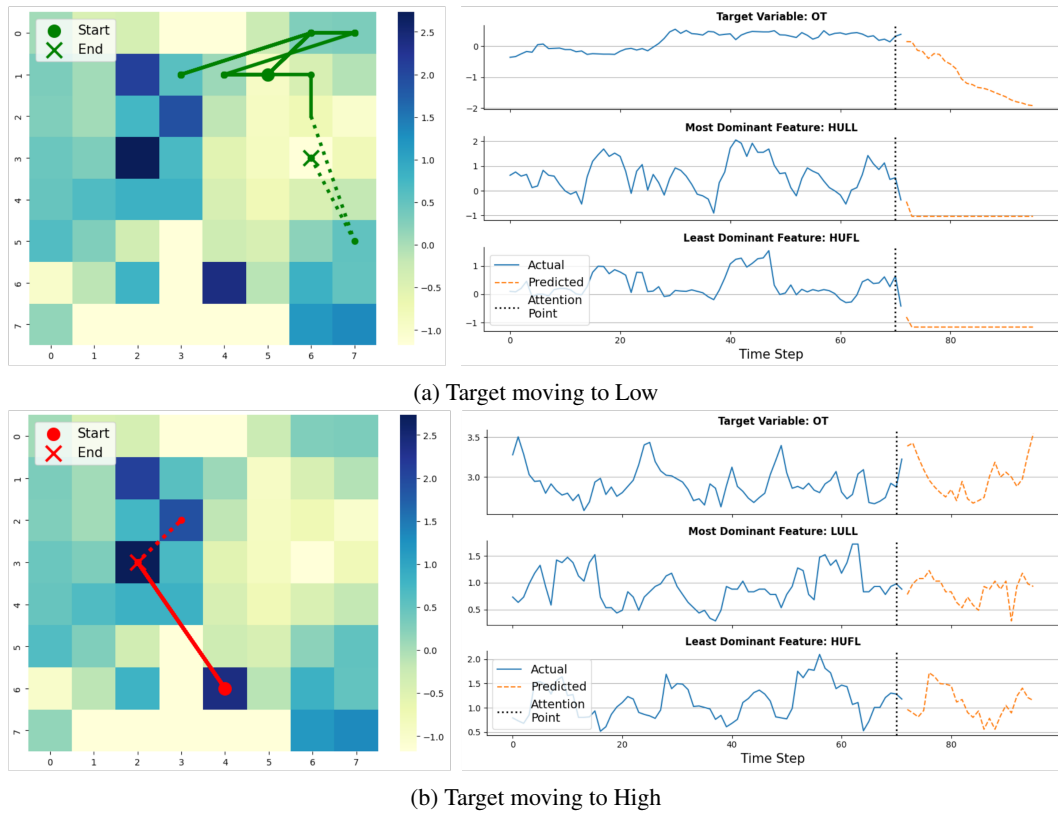 Start
End
0
1
2
3
4
5
6
7
0 1 2 3 4 5 6 7
2.5
2.0
1.5
1.0
0.5
0.0
−0.5
−1.0
Target Variable: OT
0
−1
−2
Most Dominant Feature: HULL
2
1
0
−1
Least Dominant Feature: HUFL
1
0
−1
Actual
Predicted
Attention
Point
0 20 40 60 80
Time Step
(a) Target moving to Low
Start
End
0
1
2
3
4
5
6
7
0 1 2 3 4 5 6 7
2.5
2.0
1.5
1.0
0.5
0.0
−0.5
−1.0
Target Variable: OT
3.5
3.0
Most Dominant Feature: LULL
1.5
1.0
0.5
Least Dominant Feature: HUFL
2.0
1.5
1.0
0.5
Actual
Predicted
Attention
Point
0 20 40 60 80
Time Step
(b) Target moving to High